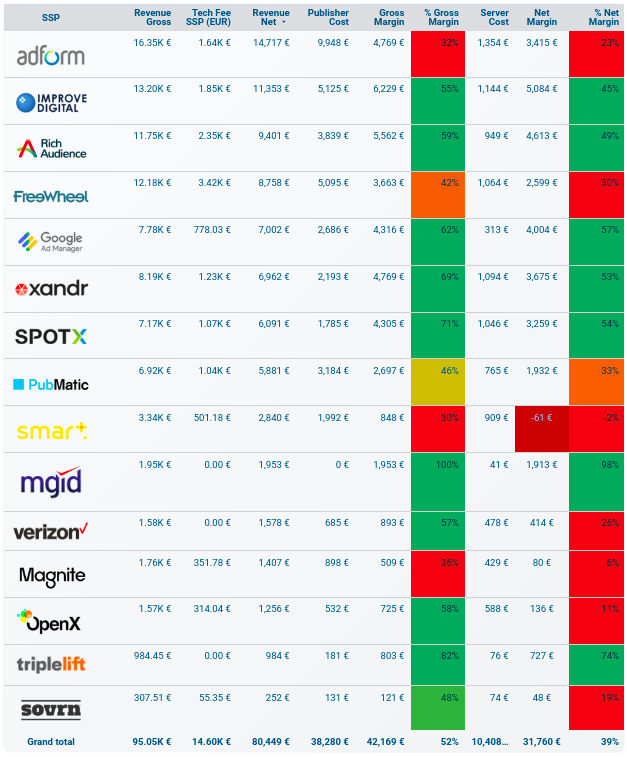 SSP Revenue Gross Tech Fee SSP (EUR) Revenue Net Publisher Cost Gross Margin % Gross Margin Server Cost Net Margin % Net Margin
adform 16.35K € 1.64K € 14,717 € 9,948 € 4,769 € 32% 1,354 € 3,415 € 23%
IMPROVE DIGITAL 13.20K € 1.85K € 11,353 € 5,125 € 6,229 € 55% 1,144 € 5,084 € 45%
Rich Audience 11.75K € 2.35K € 9,401 € 3,839 € 5,562 € 59% 949 € 4,613 € 49%
FreeWheel 12.18K € 3.42K € 8,758 € 5,095 € 3,663 € 42% 1,064 € 2,599 € 30%
Google Ad Manager 7.78K € 778.03 € 7,002 € 2,686 € 4,316 € 62% 313 € 4,004 € 57%
xandr 8.19K € 1.23K € 6,962 € 2,193 € 4,769 € 69% 1,094 € 3,675 € 53%
SPOTX 7.17K € 1.07K € 6,091 € 1,785 € 4,305 € 71% 1,046 € 3,259 € 54%
PubMatic 6.92K € 1.04K € 5,881 € 3,184 € 2,697 € 46% 765 € 1,932 € 33%
smart 3.34K € 501.18 € 2,840 € 1,992 € 848 € 30% 909 € -61 € -2%
mgid 1.95K € 0.00 € 1,953 € 0 € 1,953 € 100% 41 € 1,913 € 98%
verizon 1.58K € 0.00 € 1,578 € 685 € 893 € 57% 478 € 414 € 26%
Magnite 1.76K € 351.78 € 1,407 € 898 € 509 € 36% 429 € 80 € 6%
OpenX 1.57K € 314.04 € 1,256 € 532 € 725 € 58% 588 € 136 € 11%
triplelift 984.45 € 0.00 € 984 € 181 € 803 € 82% 76 € 727 € 74%
sovrn 307.51 € 55.35 € 252 € 131 € 121 € 48% 74 € 48 € 19%
Grand total 95.05K € 14.60K € 80,449 € 38,280 € 42,169 € 52% 10,408... 31,760 € 39%